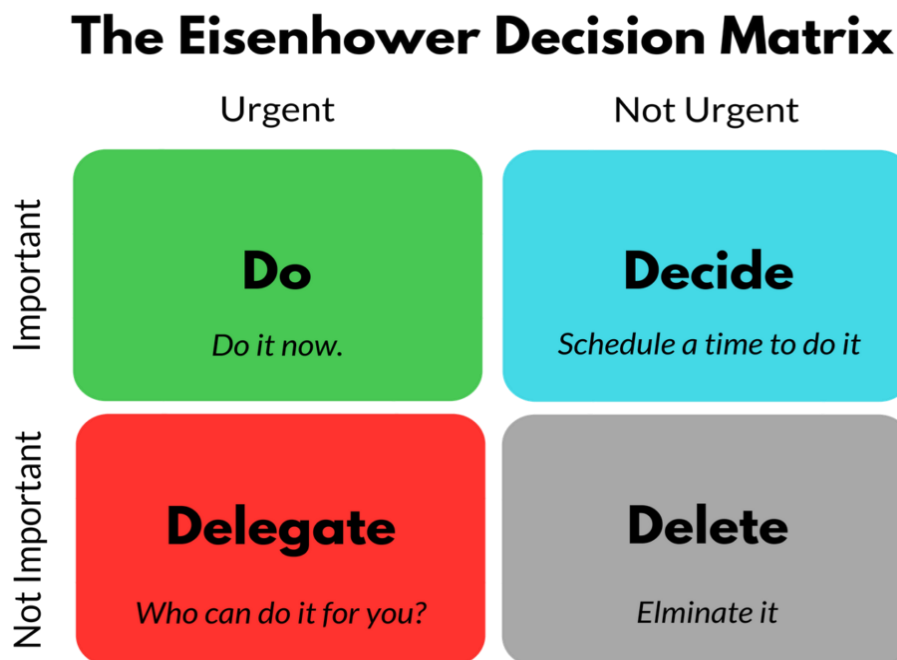 The Eisenhower Decision Matrix
Urgent
Not Urgent
Important
Do
Do it now.
Decide
Schedule a time to do it
Not Important
Delegate
Who can do it for you?
Delete
Elminate it